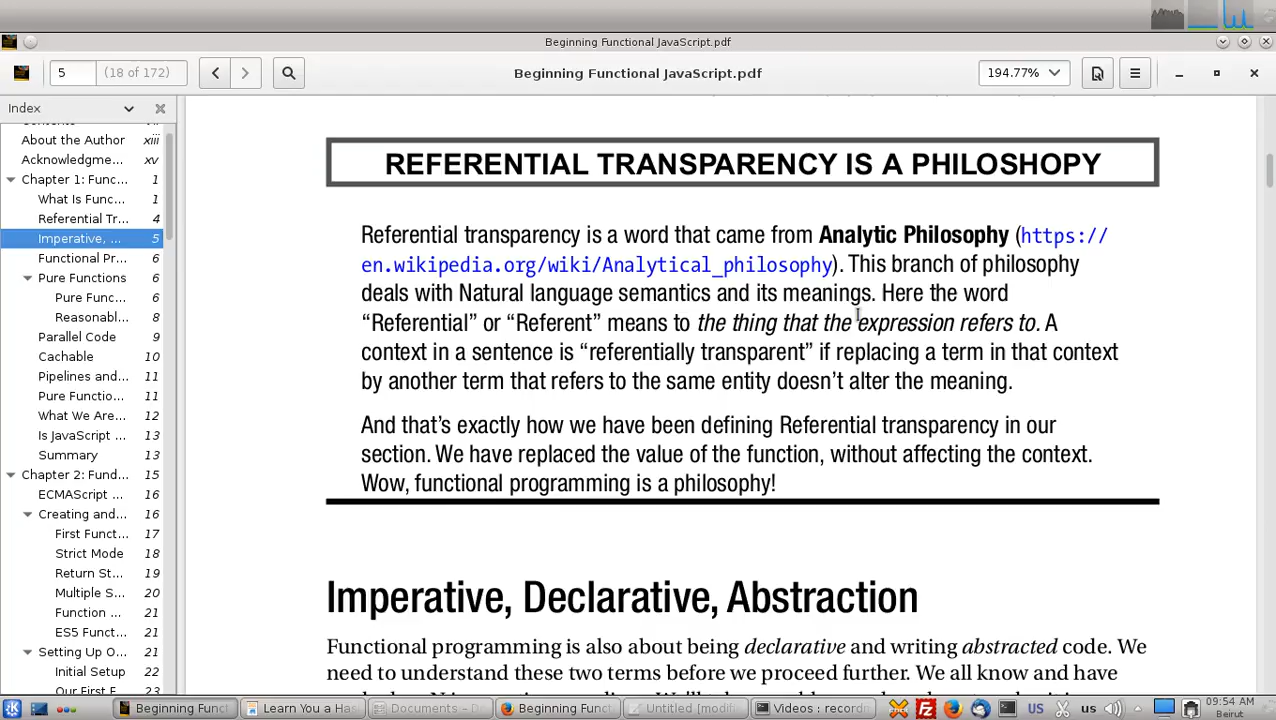 Beginning Functional JavaScript.pdf
5 (18 of 172)
Beginning Functional JavaScript.pdf
194.77%
Index
About the Author xiii
Acknowledgme... xv
Chapter 1: Func... 1
What Is Func... 1
Referential Tr... 4
Imperative, ... 5
Functional Pr... 6
Pure Functions 6
Pure Func... 6
Reasonabl... 8
Parallel Code 9
Cachable 10
Pipelines and... 11
Pure Functio... 11
What We Are... 12
Is JavaScript ... 13
Summary 13
Chapter 2: Fund... 15
ECMAScript ... 16
Creating and... 16
First Funct... 17
Strict Mode 18
Return St... 19
Multiple S... 20
Function ... 21
ES5 Funct... 21
Setting Up O... 21
Initial Setup 22
Our First F... 23
REFERENTIAL TRANSPARENCY IS A PHILOSHOPY
Referential transparency is a word that came from Analytic Philosophy (https://
en.wikipedia.org/wiki/Analytical_philosophy). This branch of philosophy
deals with Natural language semantics and its meanings. Here the word
“Referential” or “Referent” means to the thing that the expression refers to. A
context in a sentence is “referentially transparent” if replacing a term in that context
by another term that refers to the same entity doesn’t alter the meaning.
And that’s exactly how we have been defining Referential transparency in our
section. We have replaced the value of the function, without affecting the context.
Wow, functional programming is a philosophy!
Imperative, Declarative, Abstraction
Functional programming is also about being declarative and writing abstracted code. We
need to understand these two terms before we proceed further. We all know and have
Beginning Func
Learn You a Has
Documents – D
Beginning Func
Untitled [modif
Videos : record
US
us
09:54 AM
Beirut